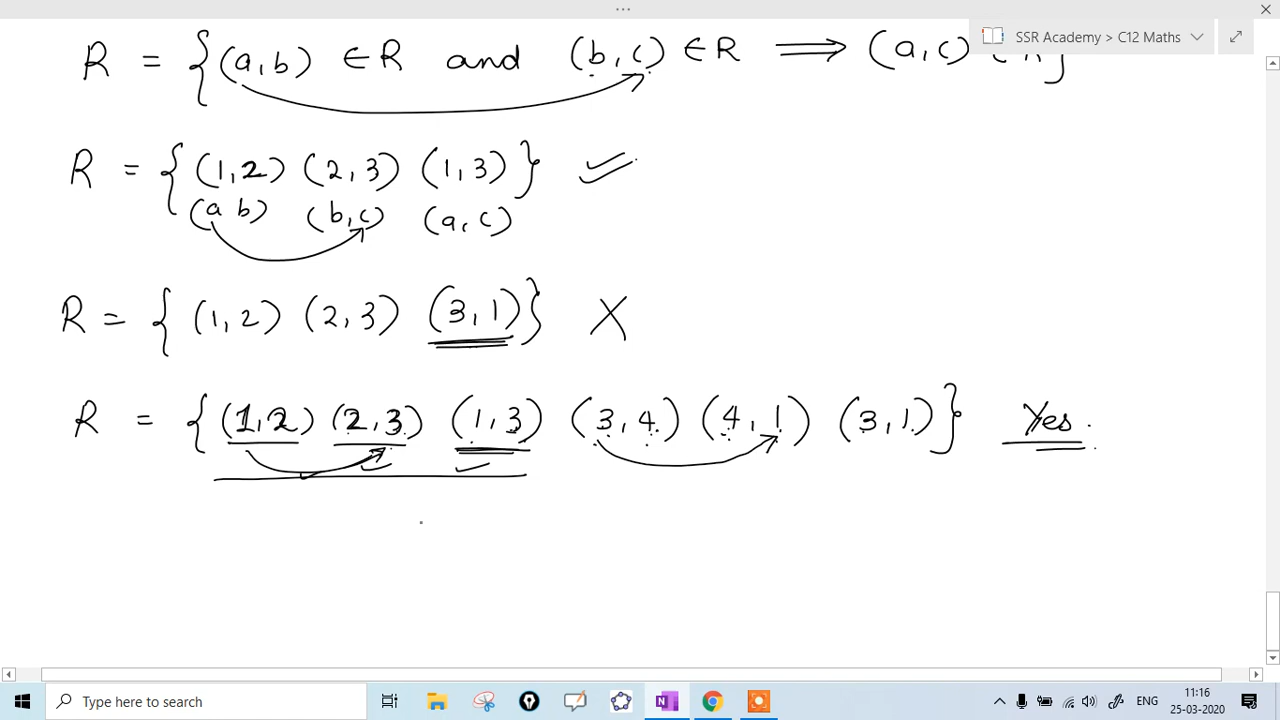 SSR Academy > C12 Maths
R = {(a,b) ∈ R and (b,c) ∈ R ⟹ (a,c)
R = {(1,2) (2,3) (1,3)} ✓
(a b) (b,c) (a,c)
R = { (1,2) (2,3) (3,1)} X
R = {(1,2) (2,3) (1,3) (3,4) (4,1) (3,1)} Yes.
Type here to search
ENG
11:16
25-03-2020